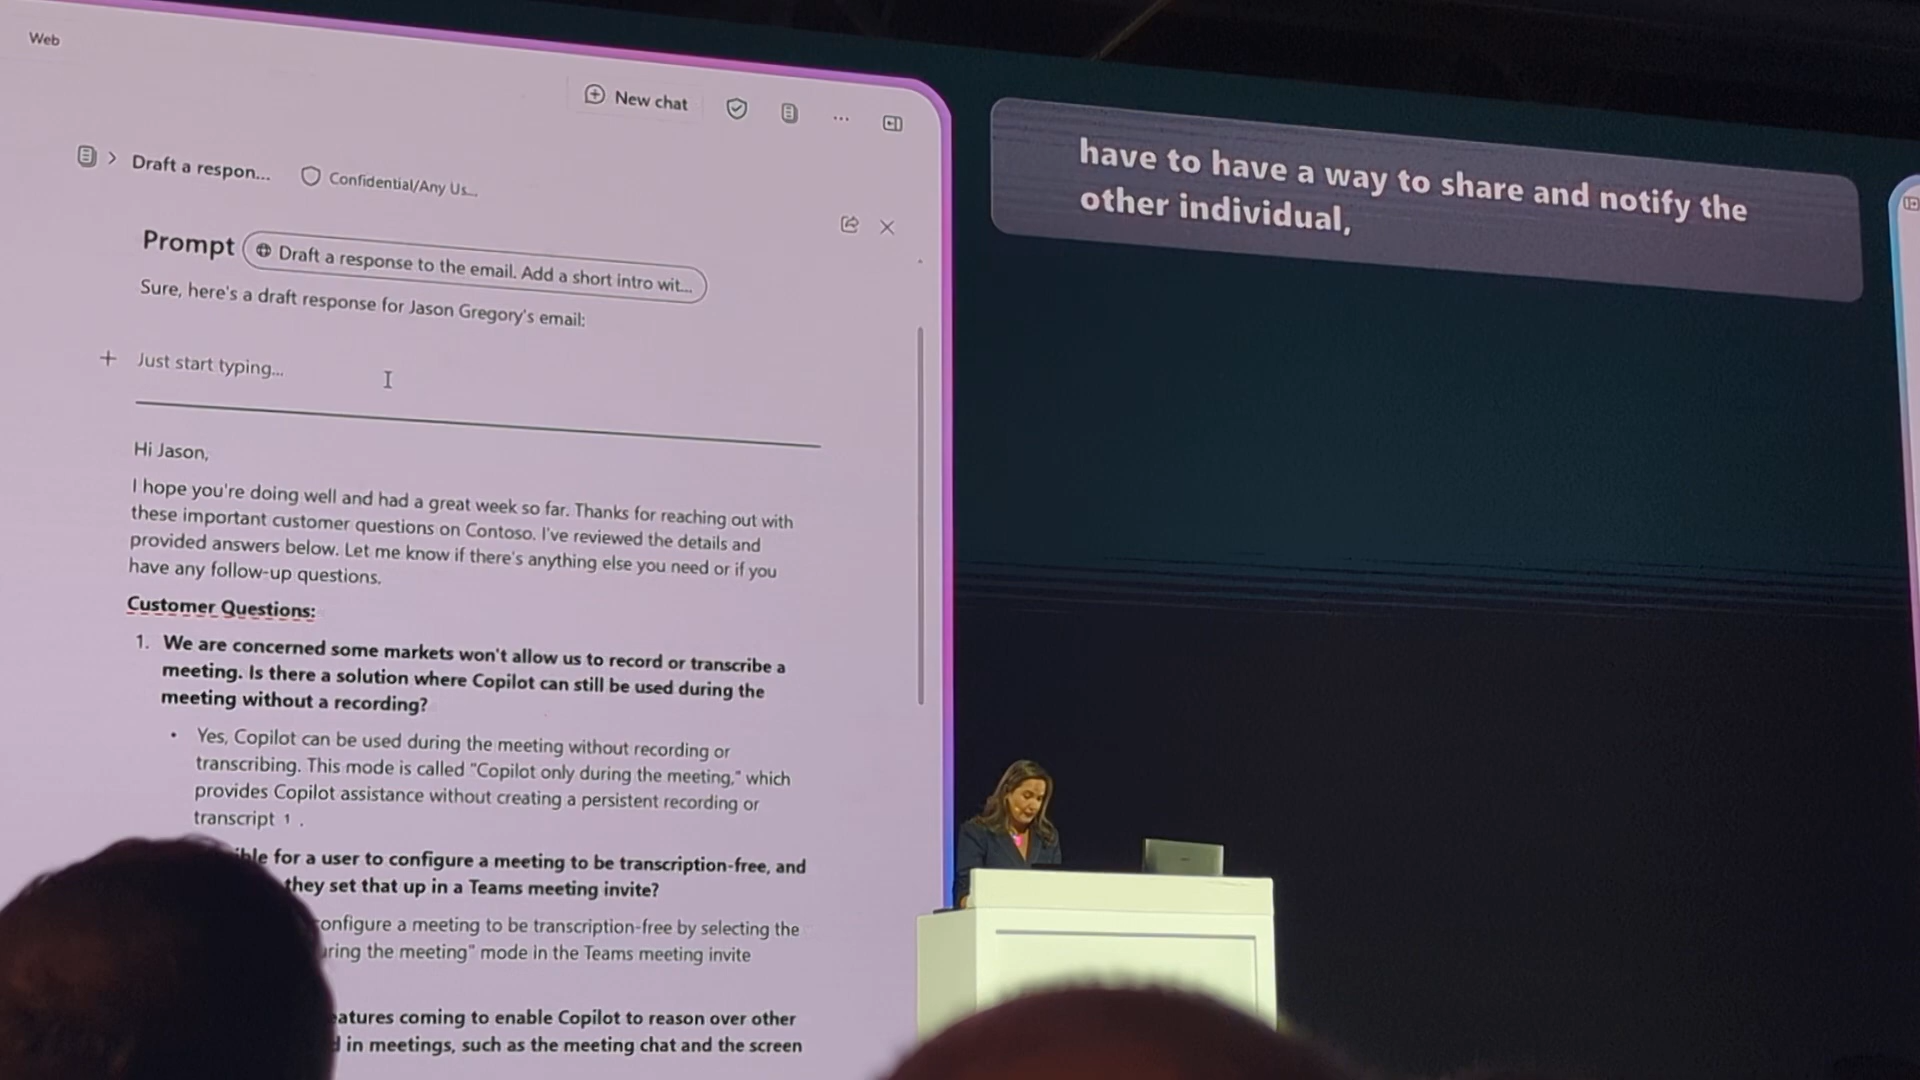 Web
New chat
Draft a respon...
Confidential/Any Us...
Prompt
Draft a response to the email. Add a short intro wit...
Sure, here's a draft response for Jason Gregory's email:
Just start typing...
Hi Jason,
I hope you're doing well and had a great week so far. Thanks for reaching out with
these important customer questions on Contoso. I've reviewed the details and
provided answers below. Let me know if there's anything else you need or if you
have any follow-up questions.
Customer Questions:
1. We are concerned some markets won't allow us to record or transcribe a
meeting. Is there a solution where Copilot can still be used during the
meeting without a recording?
• Yes, Copilot can be used during the meeting without recording or
transcribing. This mode is called "Copilot only during the meeting," which
provides Copilot assistance without creating a persistent recording or
transcript 1 .
for a user to configure a meeting to be transcription-free, and
they set that up in a Teams meeting invite?
a meeting to be transcription-free by selecting the
the meeting" mode in the Teams meeting invite
coming to enable Copilot to reason over other
in meetings, such as the meeting chat and the screen
have to have a way to share and notify the
other individual,